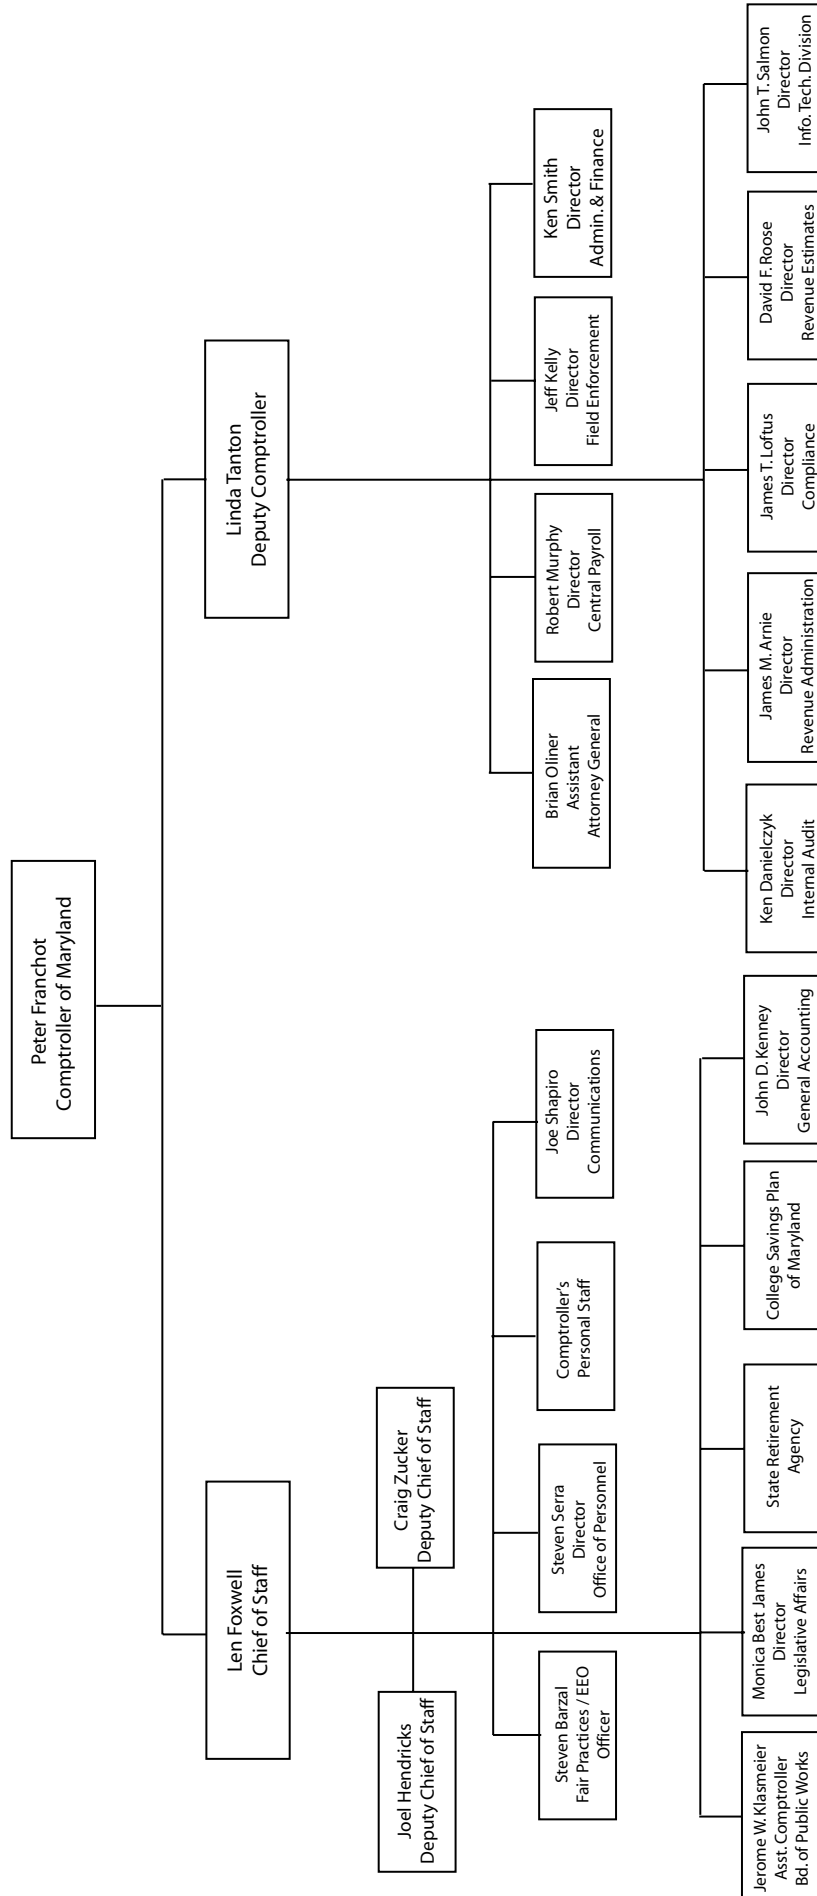 Peter Franchot
Comptroller of Maryland
Len Foxwell
Chief of Staff
Linda Tanton
Deputy Comptroller
Joel Hendricks
Deputy Chief of Staff
Craig Zucker
Deputy Chief of Staff
Steven Barzal
Fair Practices / EEO
Officer
Steven Serra
Director
Office of Personnel
Comptroller's
Personal Staff
Joe Shapiro
Director
Communications
Brian Oliner
Assistant
Attorney General
Robert Murphy
Director
Central Payroll
Jeff Kelly
Director
Field Enforcement
Ken Smith
Director
Admin. & Finance
Jerome W. Klasmeier
Asst. Comptroller
Bd. of Public Works
Monica Best James
Director
Legislative Affairs
State Retirement
Agency
College Savings Plan
of Maryland
John D. Kenney
Director
General Accounting
Ken Danielczyk
Director
Internal Audit
James M. Arnie
Director
Revenue Administration
James T. Loftus
Director
Compliance
David F. Roose
Director
Revenue Estimates
John T. Salmon
Director
Info. Tech. Division